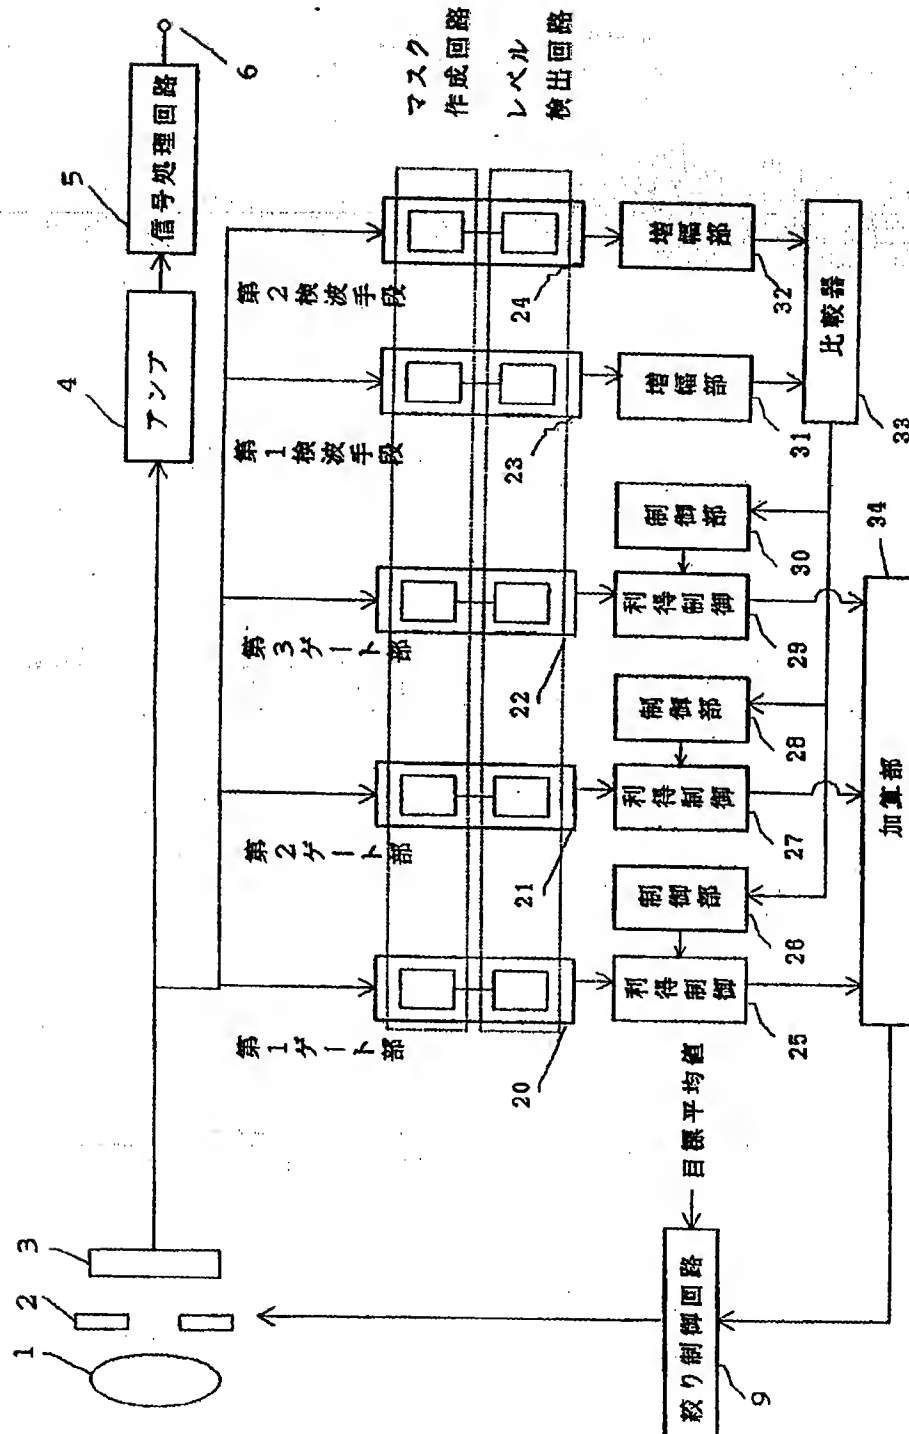 1
2
3
4
アンプ
5
信号処理回路
6
マスク
作成回路
レベル
検出回路
第1ゲート部
第2ゲート部
第3ゲート部
第1検波手段
第2検波手段
20
21
22
23
24
利得制御
25
制御部
26
利得制御
27
制御部
28
利得制御
29
制御部
30
増幅部
31
増幅部
32
比較器
33
加算部
34
目標平均値
絞り制御回路
9